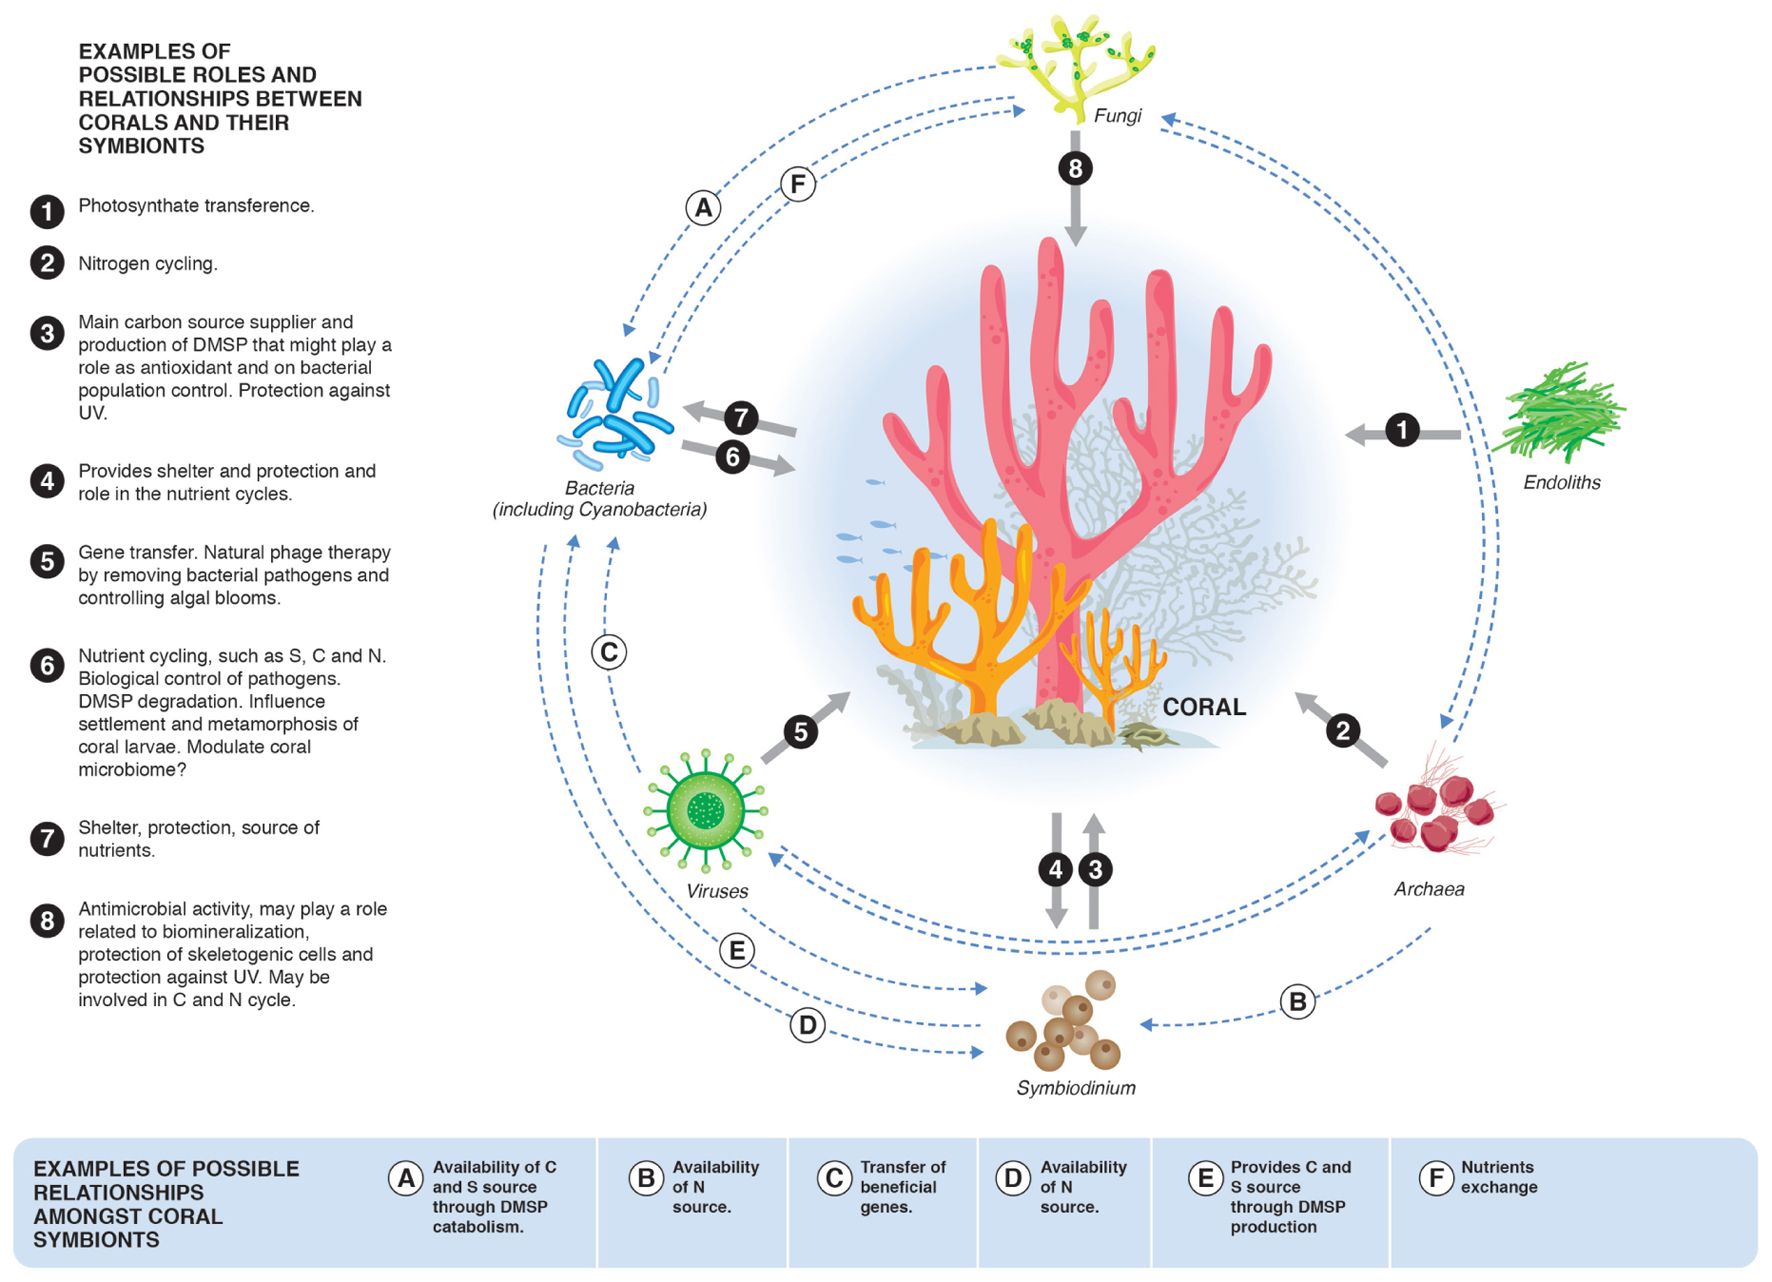 EXAMPLES OF
POSSIBLE ROLES AND
RELATIONSHIPS BETWEEN
CORALS AND THEIR
SYMBIONTS
1 Photosynthate transference.
2 Nitrogen cycling.
3 Main carbon source supplier and
production of DMSP that might play a
role as antioxidant and on bacterial
population control. Protection against
UV.
4 Provides shelter and protection and
role in the nutrient cycles.
5 Gene transfer. Natural phage therapy
by removing bacterial pathogens and
controlling algal blooms.
6 Nutrient cycling, such as S, C and N.
Biological control of pathogens.
DMSP degradation. Influence
settlement and metamorphosis of
coral larvae. Modulate coral
microbiome?
7 Shelter, protection, source of
nutrients.
8 Antimicrobial activity, may play a role
related to biomineralization,
protection of skeletogenic cells and
protection against UV. May be
involved in C and N cycle.
Fungi
8
F
A
7
6
1
Bacteria
(including Cyanobacteria)
Endoliths
C
CORAL
5
2
4
3
Viruses
Archaea
E
B
D
Symbiodinium
EXAMPLES OF POSSIBLE
RELATIONSHIPS
AMONGST CORAL
SYMBIONTS
A Availability of C
and S source
through DMSP
catabolism.
B Availability
of N
source.
C Transfer of
beneficial
genes.
D Availability
of N
source.
E Provides C and
S source
through DMSP
production
F Nutrients
exchange